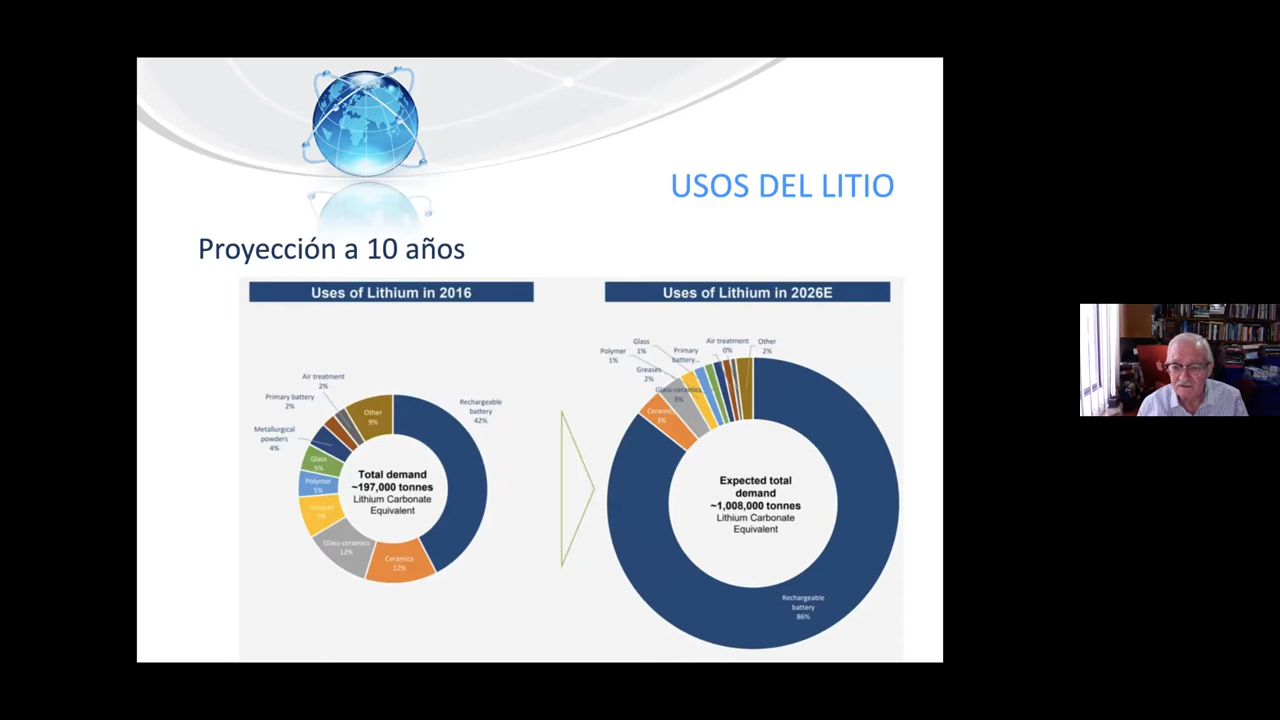 USOS DEL LITIO
Proyección a 10 años
Uses of Lithium in 2016
Air treatment
2%
Primary battery
2%
Metallurgical
powders
4%
Glass
5%
Polymer
5%
Greases
7%
Glass-ceramics
12%
Ceramics
12%
Other
9%
Rechargeable
battery
42%
Total demand
~197,000 tonnes
Lithium Carbonate
Equivalent
Uses of Lithium in 2026E
Glass
1%
Polymer
1%
Greases
2%
Primary
battery...
Air treatment
0%
Other
2%
Glass-ceramics
3%
Ceramics
3%
Expected total
demand
~1,008,000 tonnes
Lithium Carbonate
Equivalent
Rechargeable
battery
86%